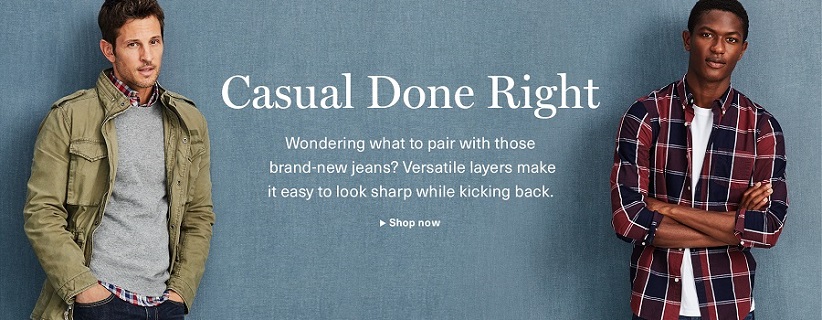 Casual Done Right
Wondering what to pair with those
brand-new jeans? Versatile layers make
it easy to look sharp while kicking back.
Shop now